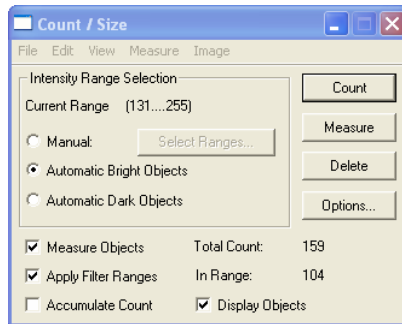 Count / Size
File Edit View Measure Image
Intensity Range Selection
Current Range (131....255)
Manual: Select Ranges...
Automatic Bright Objects
Automatic Dark Objects
Count
Measure
Delete
Options...
Measure Objects Total Count: 159
Apply Filter Ranges In Range: 104
Accumulate Count Display Objects